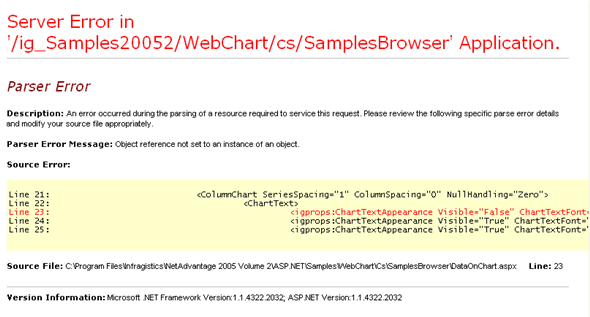 Server Error in
'/ig_Samples20052/WebChart/cs/SamplesBrowser' Application.
Parser Error
Description: An error occurred during the parsing of a resource required to service this request. Please review the following specific parse error details
and modify your source file appropriately.
Parser Error Message: Object reference not set to an instance of an object.
Source Error:
Line 21: <ColumnChart SeriesSpacing="1" ColumnSpacing="0" NullHandling="Zero">
Line 22: <ChartText>
Line 23: <igprops:ChartTextAppearance Visible="False" ChartTextFont=
Line 24: <igprops:ChartTextAppearance Visible="True" ChartTextFont="
Line 25: <igprops:ChartTextAppearance Visible="True" ChartTextFont="
Source File: C:\Program Files\Infragistics\NetAdvantage 2005 Volume 2\ASP.NET\Samples\WebChart\Cs\SamplesBrowser\DataOnChart.aspx Line: 23
Version Information: Microsoft .NET Framework Version:1.1.4322.2032; ASP.NET Version:1.1.4322.2032